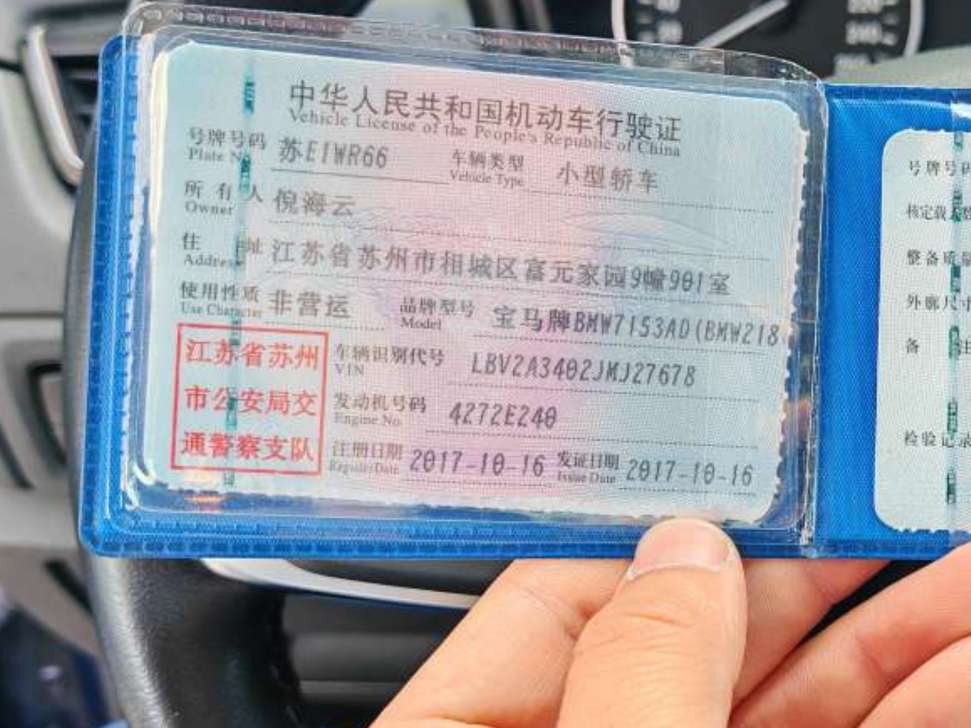 中华人民共和国机动车行驶证
Vehicle License of the People's Republic of China
号牌号码 苏E1WR66 车辆类型 小型轿车
Plate No. Vehicle Type
所有人 倪海云
Owner
住址 江苏省苏州市相城区富元家园9幢901室
Address
使用性质 非营运 品牌型号 宝马牌BMW7153AD(BMW218
Use Character Model
江苏省苏州
市公安局交
通警察支队
车辆识别代号 LBV2A3402JMJ27678
VIN
发动机号码 4272E240
Engine No.
注册日期 2017-10-16 发证日期 2017-10-16
Register Date Issue Date
号牌号码
核定载人数
整备质量
外廓尺寸
备注
检验记录